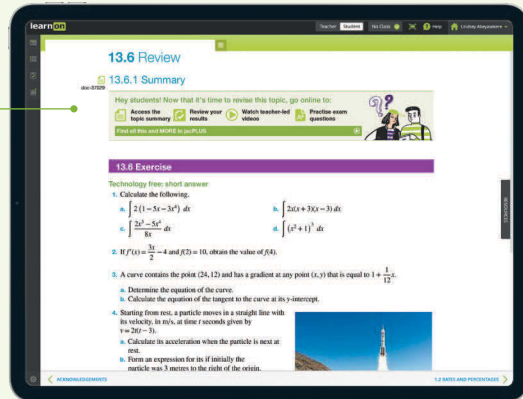 learnon
Teacher Student No Class Help Lindsay Abeyawickrame
13.6 Review
13.6.1 Summary
doc-37029
Hey students! Now that it's time to revise this topic, go online to:
Access the topic summary
Review your results
Watch teacher-led videos
Practise exam questions
Find all this and MORE in jacPLUS
13.6 Exercise
Technology free: short answer
1. Calculate the following.
a. ∫ 2 (1 − 5x − 3x⁴) dx b. ∫ 2x(x + 3)(x − 3) dx
c. ∫ (2x³ − 5x⁴)/8x dx d. ∫ (x² + 1)³ dx
2. If f′(x) = 3x/2 − 4 and f(2) = 10, obtain the value of f(4).
3. A curve contains the point (24, 12) and has a gradient at any point (x, y) that is equal to 1 + 1/12 x.
a. Determine the equation of the curve.
b. Calculate the equation of the tangent to the curve at its y-intercept.
4. Starting from rest, a particle moves in a straight line with
its velocity, in m/s, at time t seconds given by
v = 2t(t − 3).
a. Calculate its acceleration when the particle is next at
rest.
b. Form an expression for its if initially the
particle was 3 metres to the right of the origin.
RESOURCES
ACKNOWLEDGEMENTS
1.2 RATES AND PERCENTAGES